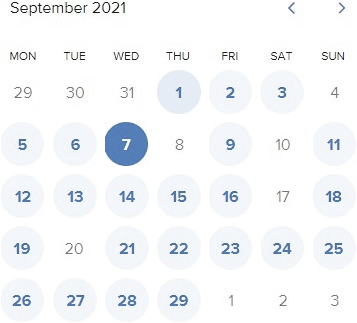 September 2021
MON TUE WED THU FRI SAT SUN
29 30 31 1 2 3 4
5 6 7 8 9 10 11
12 13 14 15 16 17 18
19 20 21 22 23 24 25
26 27 28 29 1 2 3